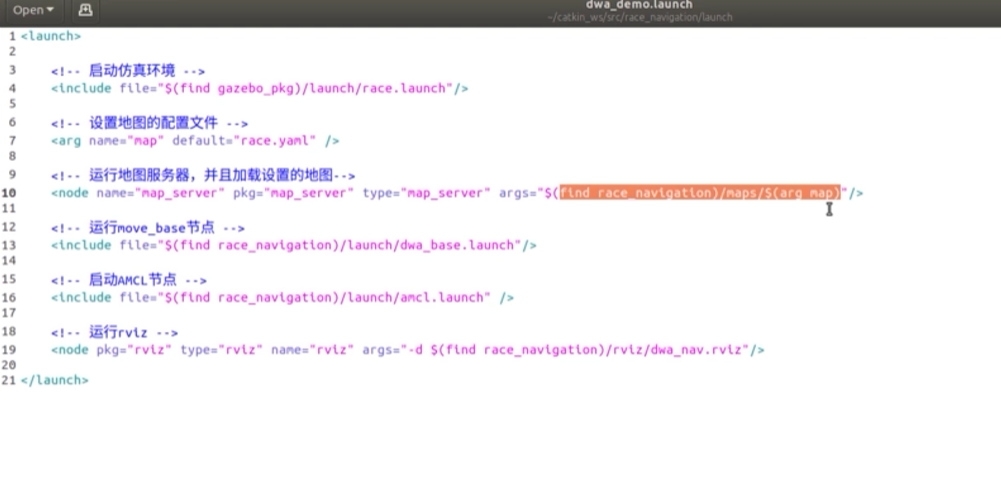 Open
dwa_demo.launch
~/catkin_ws/src/race_navigation/launch
1 <launch>
2
3 <!-- 启动仿真环境 -->
4 <include file="$(find gazebo_pkg)/launch/race.launch"/>
5
6 <!-- 设置地图的配置文件 -->
7 <arg name="map" default="race.yaml" />
8
9 <!-- 运行地图服务器，并且加载设置的地图-->
10 <node name="map_server" pkg="map_server" type="map_server" args="$(find race_navigation)/maps/$(arg map)"/>
11
12 <!-- 运行move_base节点 -->
13 <include file="$(find race_navigation)/launch/dwa_base.launch"/>
14
15 <!-- 启动AMCL节点 -->
16 <include file="$(find race_navigation)/launch/amcl.launch" />
17
18 <!-- 运行rviz -->
19 <node pkg="rviz" type="rviz" name="rviz" args="-d $(find race_navigation)/rviz/dwa_nav.rviz"/>
20
21 </launch>